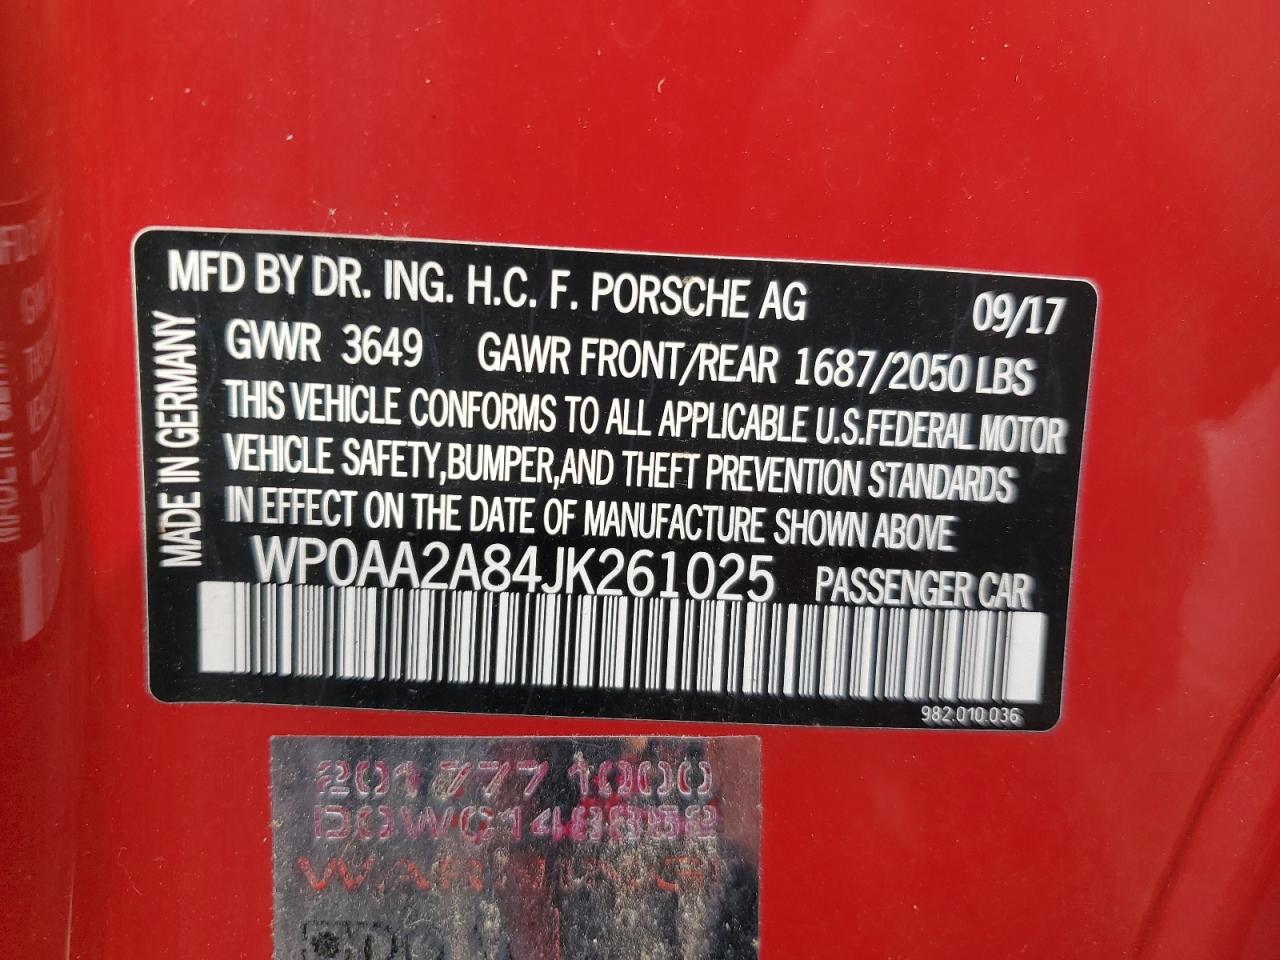 MFD BY DR. ING. H.C. F. PORSCHE AG 09/17
GVWR 3649 GAWR FRONT/REAR 1687/2050 LBS
THIS VEHICLE CONFORMS TO ALL APPLICABLE U.S.FEDERAL MOTOR
VEHICLE SAFETY,BUMPER,AND THEFT PREVENTION STANDARDS
IN EFFECT ON THE DATE OF MANUFACTURE SHOWN ABOVE
MADE IN GERMANY
WP0AA2A84JK261025 PASSENGER CAR
982.010.036
2017771000
WARNING